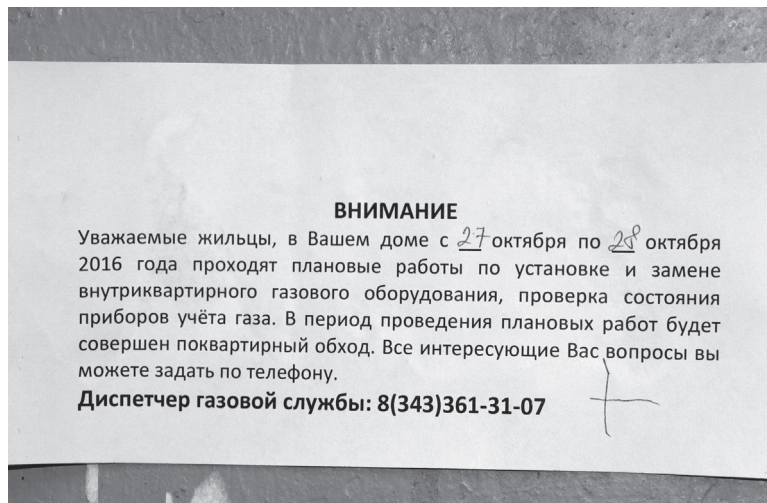 ВНИМАНИЕ
Уважаемые жильцы, в Вашем доме с 27 октября по 28 октября
2016 года проходят плановые работы по установке и замене
внутриквартирного газового оборудования, проверка состояния
приборов учёта газа. В период проведения плановых работ будет
совершен поквартирный обход. Все интересующие Вас вопросы вы
можете задать по телефону.
Диспетчер газовой службы: 8(343)361-31-07